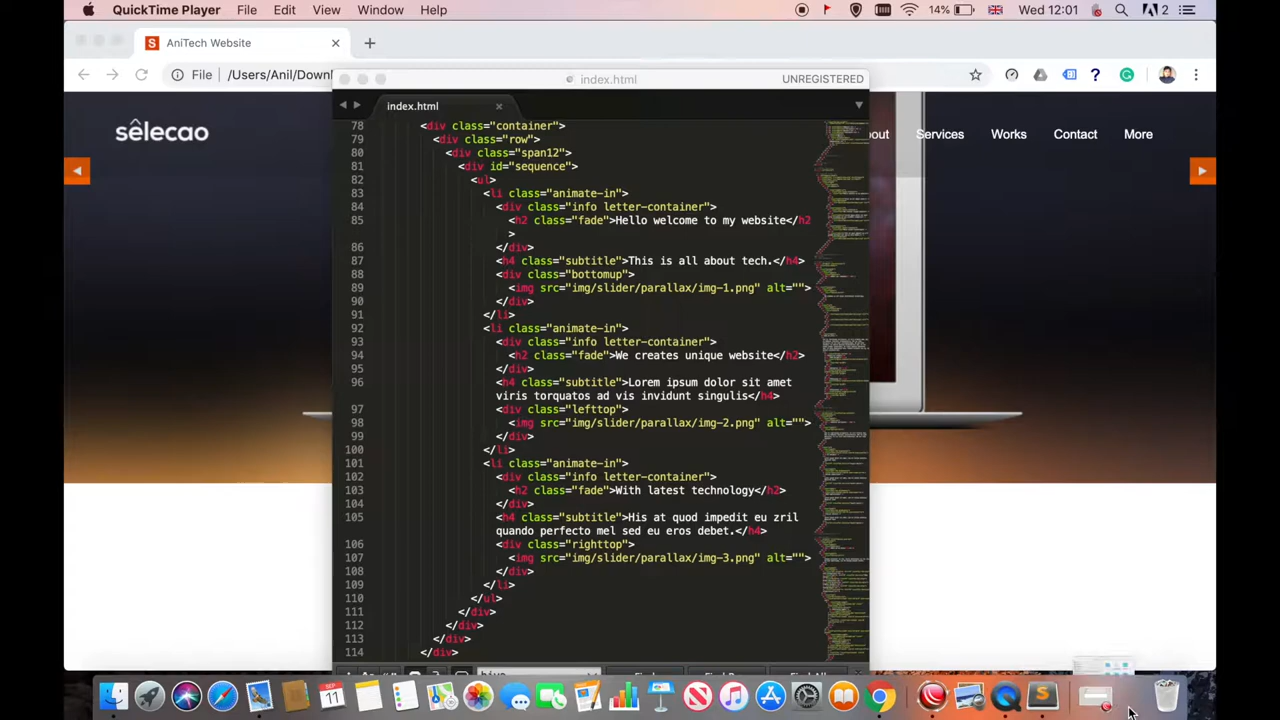 QuickTime Player File Edit View Window Help 14% Wed 12:01 2
AniTech Website
File /Users/Anil/Downl
index.html UNREGISTERED
index.html
sêlecao
out Services Works Contact More
78 <div class="container">
79 <div class="row">
80 <div class="span12">
81 <div id="sequence">
82 <ul>
83 <li class="animate-in">
84 <div class="info letter-container">
85 <h2 class="fade">Hello welcome to my website</h2
>
86 </div>
87 <h4 class="subtitle">This is all about tech.</h4>
88 <div class="bottomup">
89 <img src="img/slider/parallax/img-1.png" alt="">
90 </div>
91 </li>
92 <li class="animate-in">
93 <div class="info letter-container">
94 <h2 class="fade">We creates unique website</h2>
95 </div>
96 <h4 class="subtitle">Lorem ipsum dolor sit amet
viris torquatos ad vis invidunt singulis</h4>
97 <div class="lefttop">
98 <img src="img/slider/parallax/img-2.png" alt="">
99 </div>
100 </li>
101 <li class="animate-in">
102 <div class="info letter-container">
103 <h2 class="fade">With latest technology</h2>
104 </div>
105 <h4 class="subtitle">His at quod impedit eu zril
quando perfecto mel sed eu eros debet.</h4>
106 <div class="righttop">
107 <img src="img/slider/parallax/img-3.png" alt="">
108 </div>
109 </li>
110 </ul>
111 </div>
112 </div>
113 </div>
114 </div>